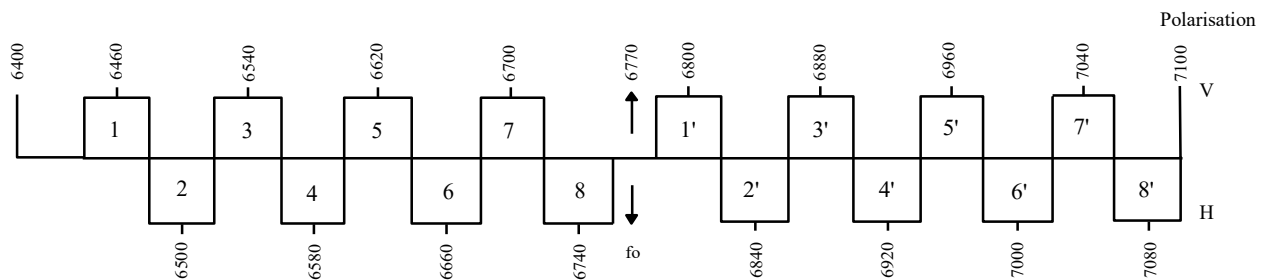 Polarisation
6400 6460 6540 6620 6700 6770 6800 6880 6960 7040 7100
V
1 3 5 7 1' 3' 5' 7'
2 4 6 8 2' 4' 6' 8'
H
6500 6580 6660 6740 fo 6840 6920 7000 7080